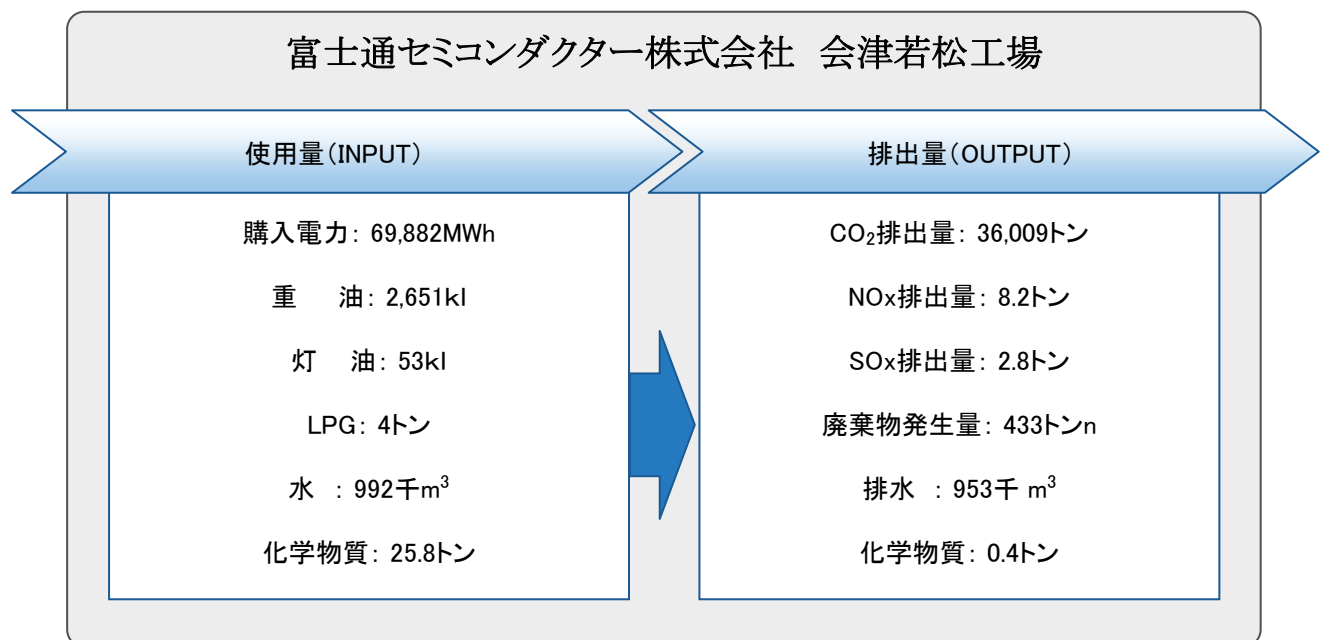 富士通セミコンダクター株式会社 会津若松工場
使用量(INPUT)
購入電力: 69,882MWh
重 油: 2,651kl
灯 油: 53kl
LPG: 4トン
水 : 992千m³
化学物質: 25.8トン
排出量(OUTPUT)
CO₂排出量: 36,009トン
NOx排出量: 8.2トン
SOx排出量: 2.8トン
廃棄物発生量: 433トンn
排水 : 953千 m³
化学物質: 0.4トン